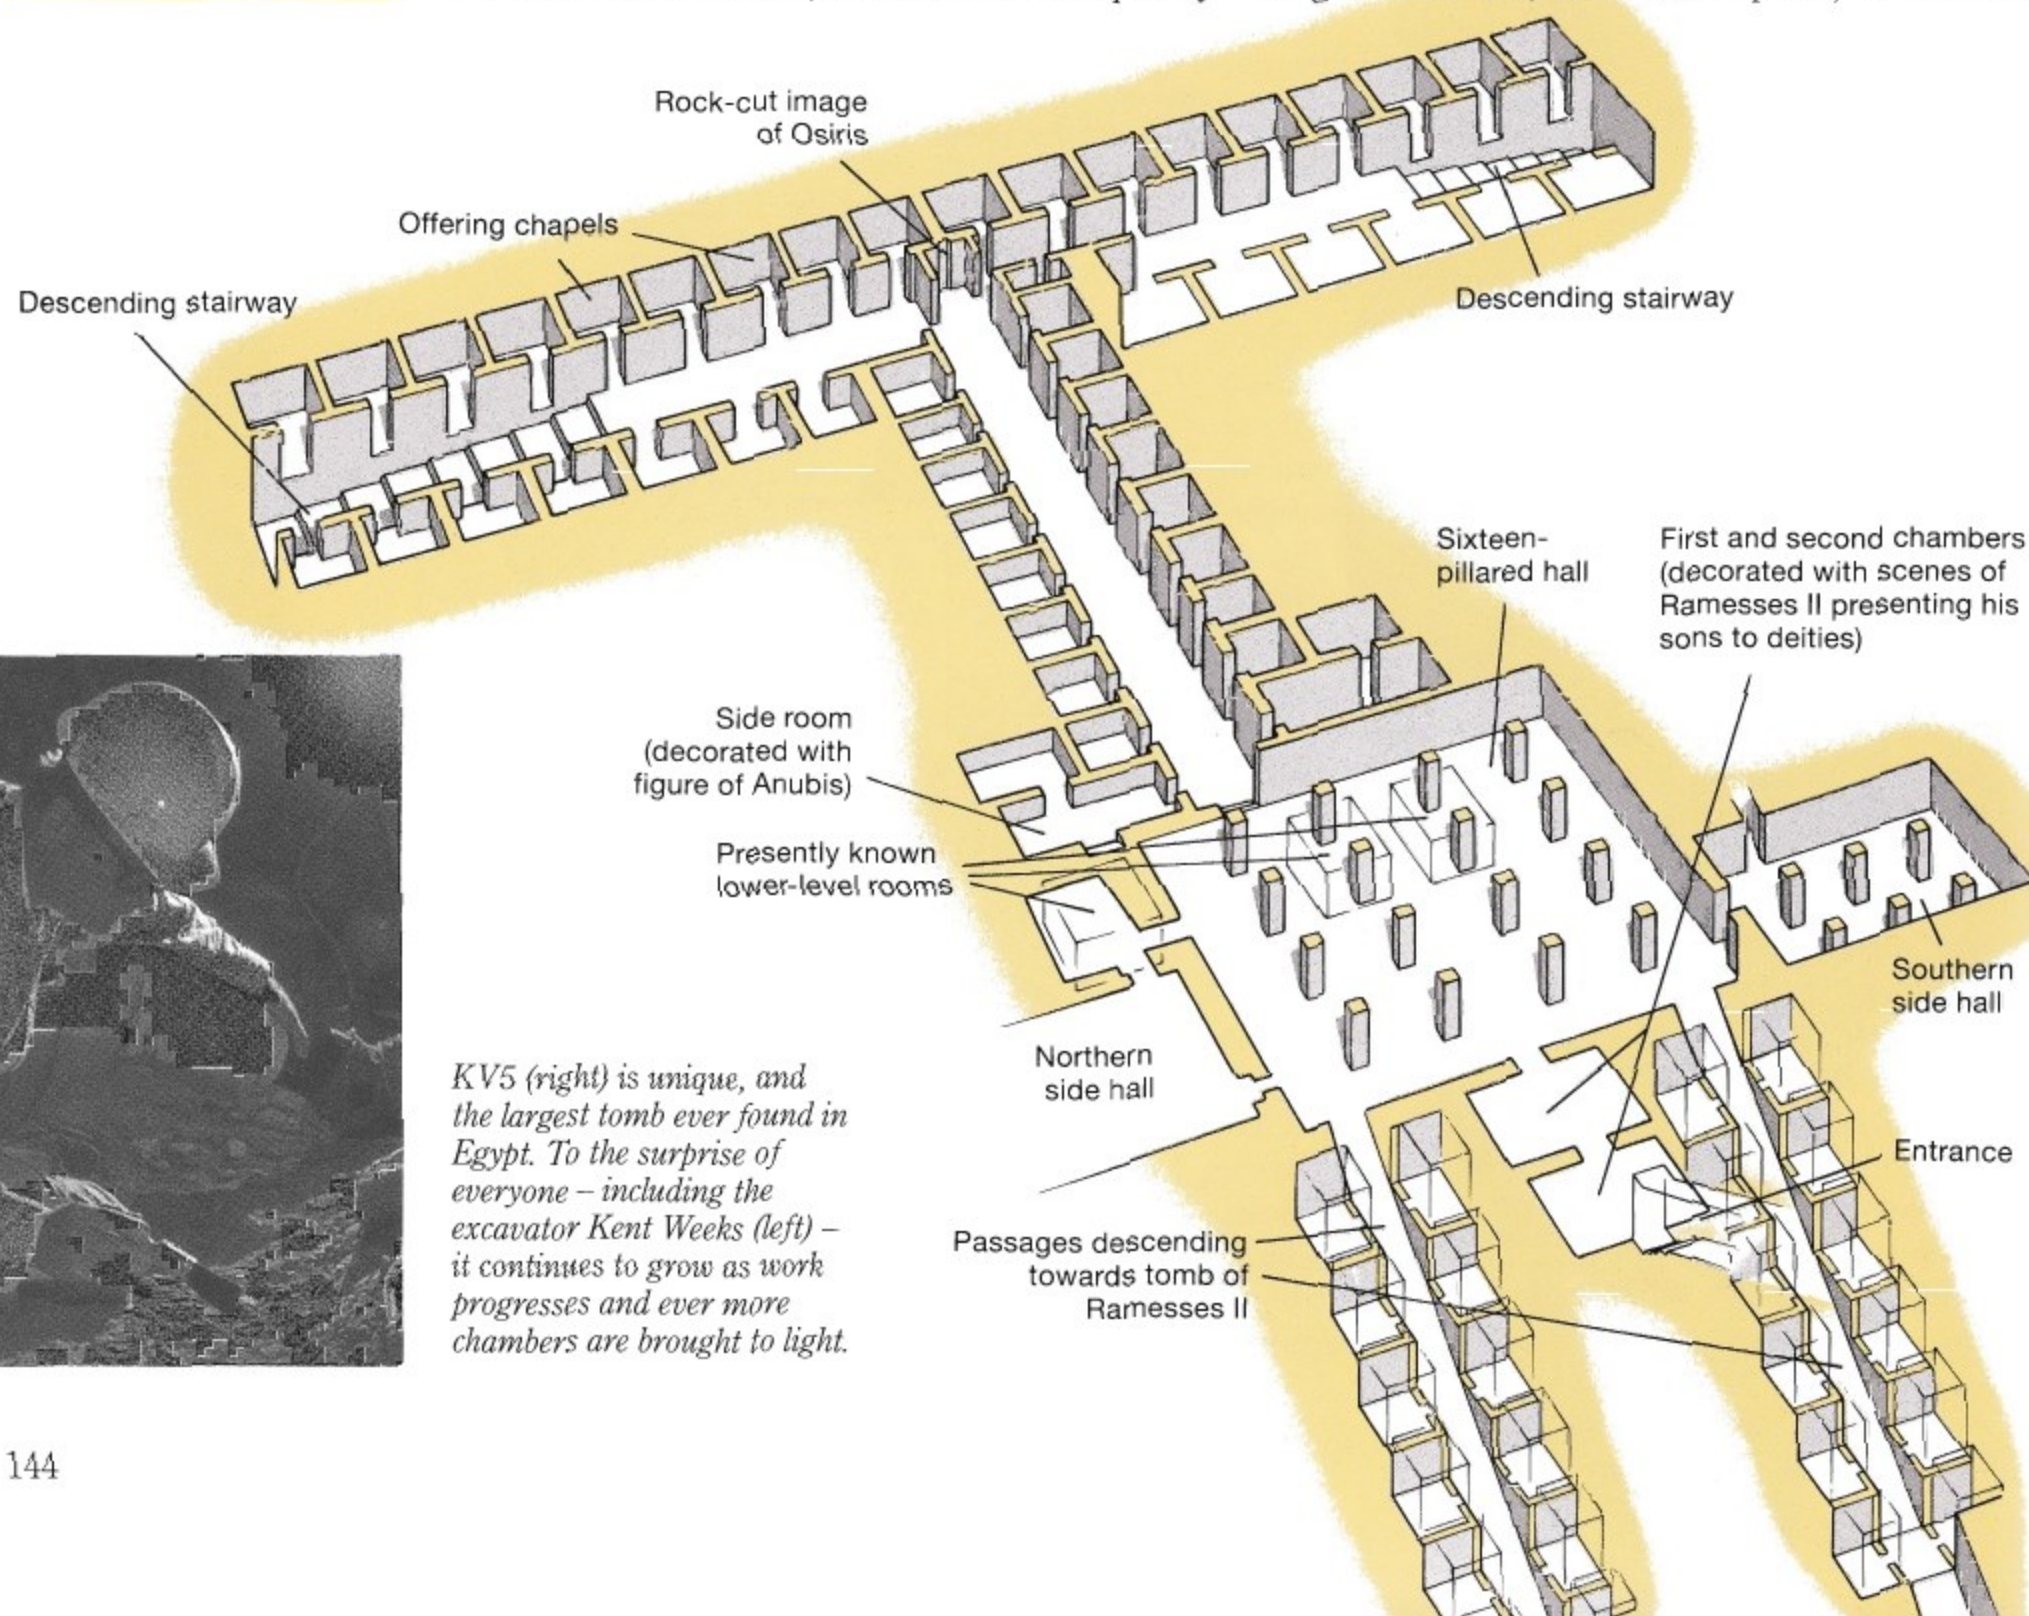 Rock-cut image
of Osiris
Offering chapels
Descending stairway
Descending stairway
Sixteen-
pillared hall
First and second chambers
(decorated with scenes of
Ramesses II presenting his
sons to deities)
Side room
(decorated with
figure of Anubis)
Presently known
lower-level rooms
Southern
side hall
Northern
side hall
Entrance
Passages descending
towards tomb of
Ramesses II
KV5 (right) is unique, and
the largest tomb ever found in
Egypt. To the surprise of
everyone – including the
excavator Kent Weeks (left) –
it continues to grow as work
progresses and ever more
chambers are brought to light.
144